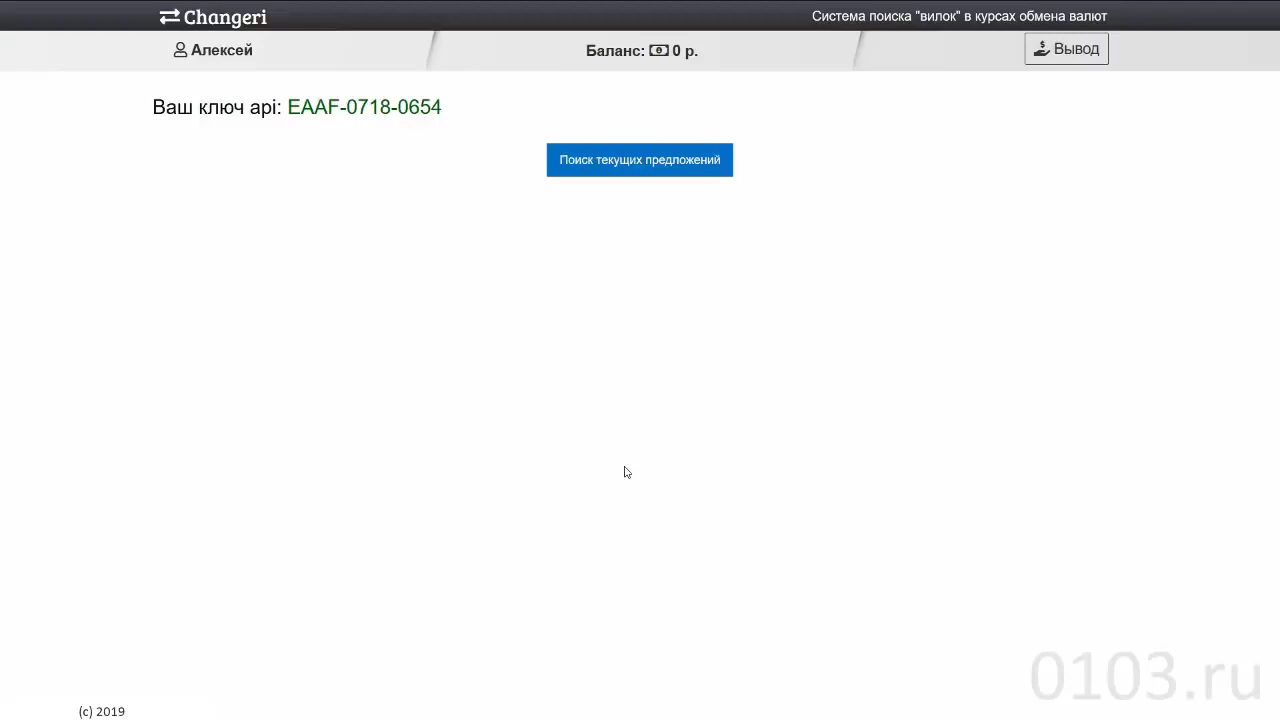 Changeri
Система поиска "вилок" в курсах обмена валют
Алексей
Баланс: 0 р.
Вывод
Ваш ключ api: EAAF-0718-0654
Поиск текущих предложений
0103.ru
(c) 2019